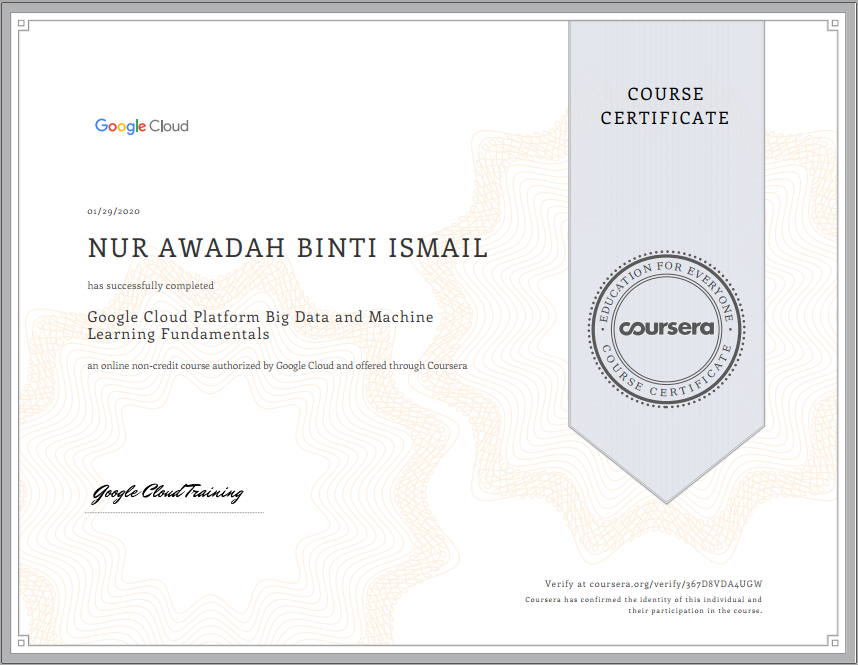 COURSE
CERTIFICATE
Google Cloud
01/29/2020
NUR AWADAH BINTI ISMAIL
has successfully completed
Google Cloud Platform Big Data and Machine
Learning Fundamentals
an online non-credit course authorized by Google Cloud and offered through Coursera
EDUCATION FOR EVERYONE
coursera
COURSE CERTIFICATE
Google Cloud Training
Verify at coursera.org/verify/367D8VDA4UGW
Coursera has confirmed the identity of this individual and
their participation in the course.